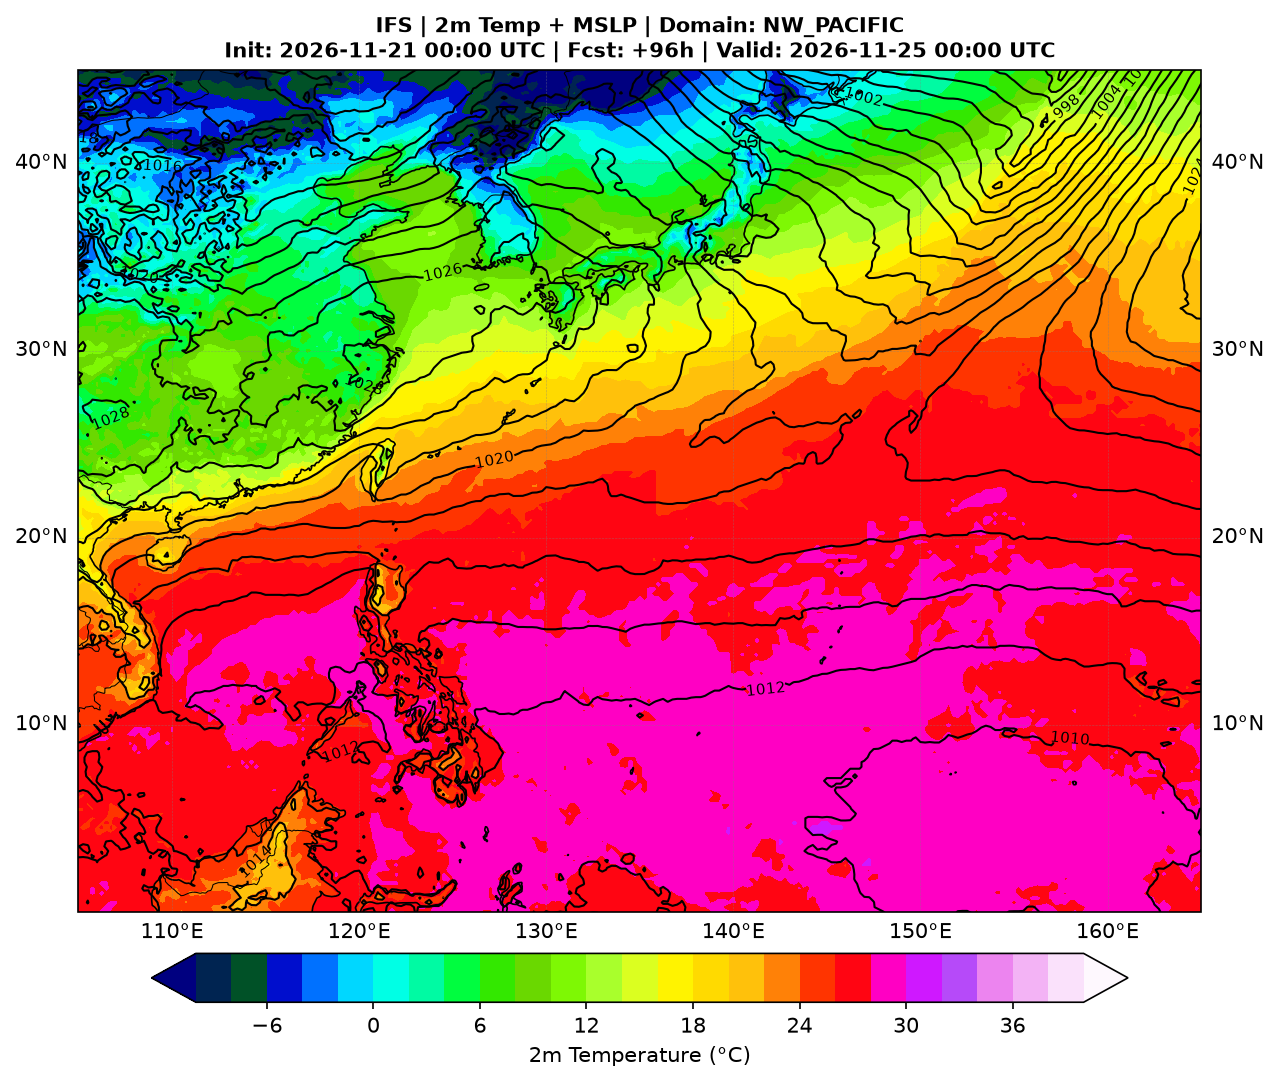 IFS | 2m Temp + MSLP | Domain: NW_PACIFIC
Init: 2026-11-21 00:00 UTC | Fcst: +96h | Valid: 2026-11-25 00:00 UTC
1002
998
1004
10
1024
40°N
1016
40°N
1020
1026
30°N
1028
30°N
1028
1020
20°N
20°N
1012
10°N
1012
1010
10°N
1014
110°E
120°E
130°E
140°E
150°E
160°E
−6
0
6
12
18
24
30
36
2m Temperature (°C)